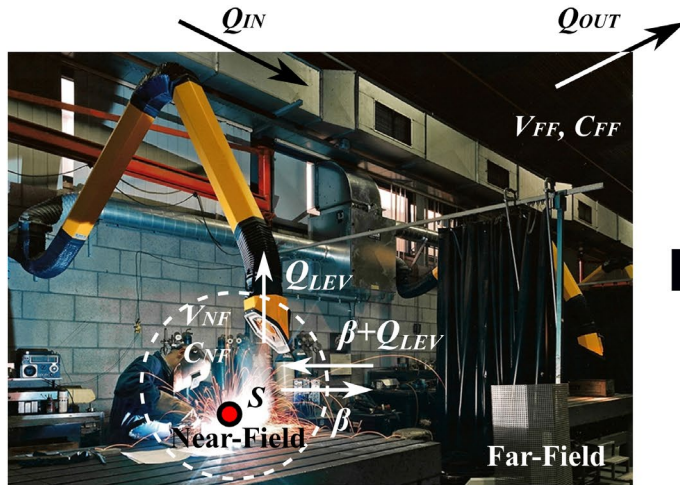 Q_IN
Q_OUT
V_FF, C_FF
Q_LEV
V_NF
C_NF
β+Q_LEV
S
β
Near-Field
Far-Field